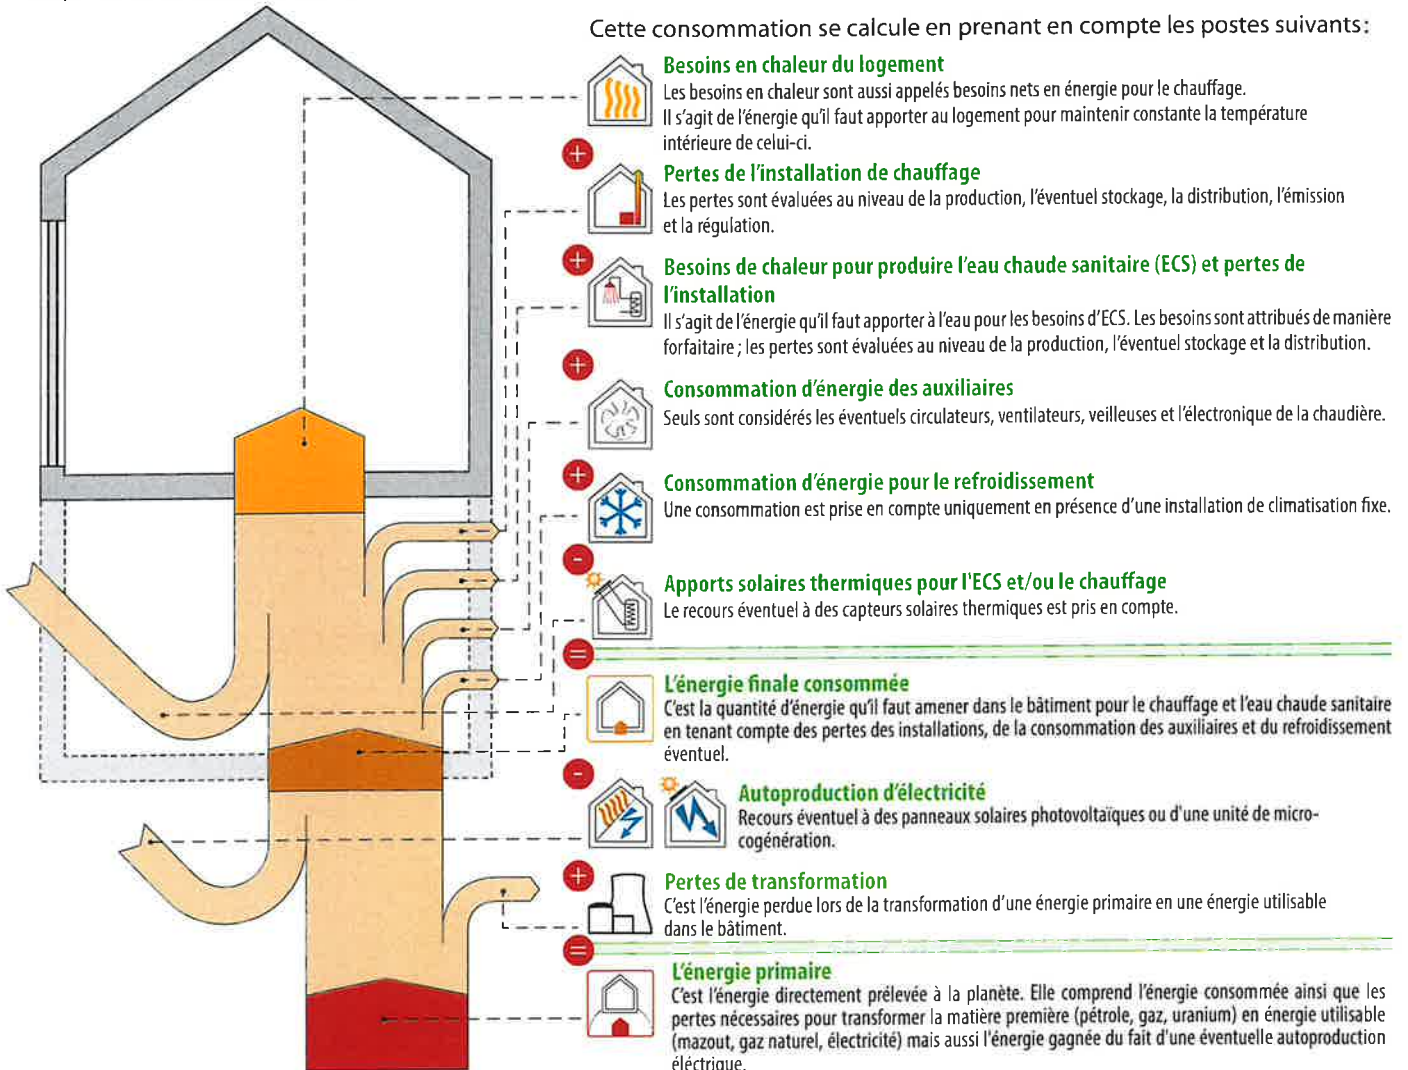 Cette consommation se calcule en prenant en compte les postes suivants :
Besoins en chaleur du logement
Les besoins en chaleur sont aussi appelés besoins nets en énergie pour le chauffage.
Il s'agit de l'énergie qu'il faut apporter au logement pour maintenir constante la température
intérieure de celui-ci.
+
Pertes de l'installation de chauffage
Les pertes sont évaluées au niveau de la production, l'éventuel stockage, la distribution, l'émission
et la régulation.
+
Besoins de chaleur pour produire l'eau chaude sanitaire (ECS) et pertes de
l'installation
Il s'agit de l'énergie qu'il faut apporter à l'eau pour les besoins d'ECS. Les besoins sont attribués de manière
forfaitaire ; les pertes sont évaluées au niveau de la production, l'éventuel stockage et la distribution.
+
Consommation d'énergie des auxiliaires
Seuls sont considérés les éventuels circulateurs, ventilateurs, veilleuses et l'électronique de la chaudière.
+
Consommation d'énergie pour le refroidissement
Une consommation est prise en compte uniquement en présence d'une installation de climatisation fixe.
-
Apports solaires thermiques pour l'ECS et/ou le chauffage
Le recours éventuel à des capteurs solaires thermiques est pris en compte.
=
L'énergie finale consommée
C'est la quantité d'énergie qu'il faut amener dans le bâtiment pour le chauffage et l'eau chaude sanitaire
en tenant compte des pertes des installations, de la consommation des auxiliaires et du refroidissement
éventuel.
-
Autoproduction d'électricité
Recours éventuel à des panneaux solaires photovoltaïques ou d'une unité de micro-
cogénération.
+
Pertes de transformation
C'est l'énergie perdue lors de la transformation d'une énergie primaire en une énergie utilisable
dans le bâtiment.
=
L'énergie primaire
C'est l'énergie directement prélevée à la planète. Elle comprend l'énergie consommée ainsi que les
pertes nécessaires pour transformer la matière première (pétrole, gaz, uranium) en énergie utilisable
(mazout, gaz naturel, électricité) mais aussi l'énergie gagnée du fait d'une éventuelle autoproduction
éléctrique.